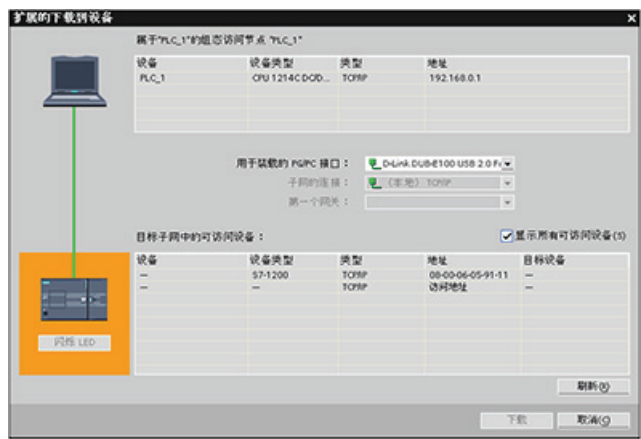 扩展的下载到设备
属于"PLC_1"的组态访问节点 "PLC_1"
设备 设备类型 类型 地址
PLC_1 CPU 1214C DC/D... TCP/IP 192.168.0.1
用于装载的 PG/PC 接口：
D-Link DUB-E100 USB 2.0 F
子网的连接：
（本地） TCP/IP
第一个网关：
目标子网中的可访问设备：
显示所有可访问设备(S)
设备 设备类型 类型 地址 目标设备
— S7-1200 TCP/IP 08-00-06-05-91-11 —
— — TCP/IP 访问地址 —
闪烁 LED
刷新(R)
下载 取消(C)